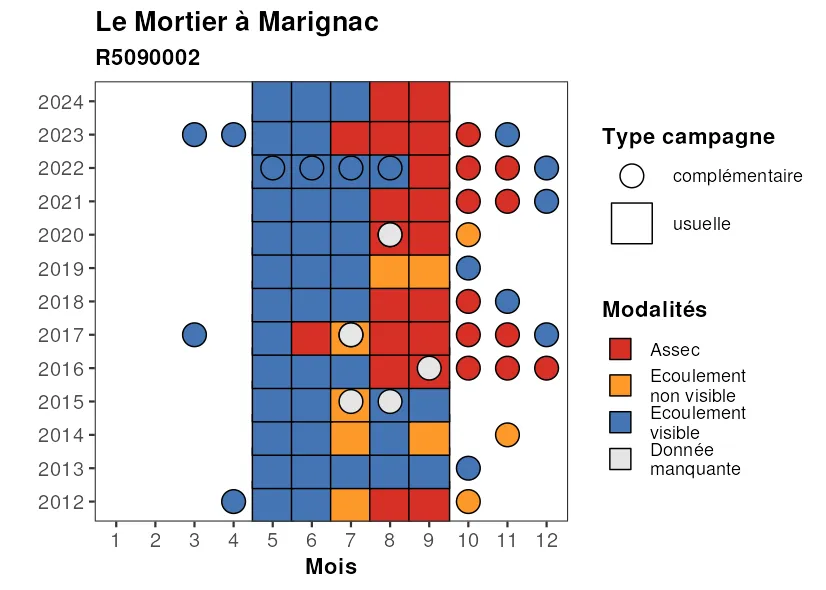 Le Mortier à Marignac
R5090002
2024
2023
2022
2021
2020
2019
2018
2017
2016
2015
2014
2013
2012
1 2 3 4 5 6 7 8 9 10 11 12
Mois
Type campagne
complémentaire
usuelle
Modalités
Assec
Ecoulement
non visible
Ecoulement
visible
Donnée
manquante